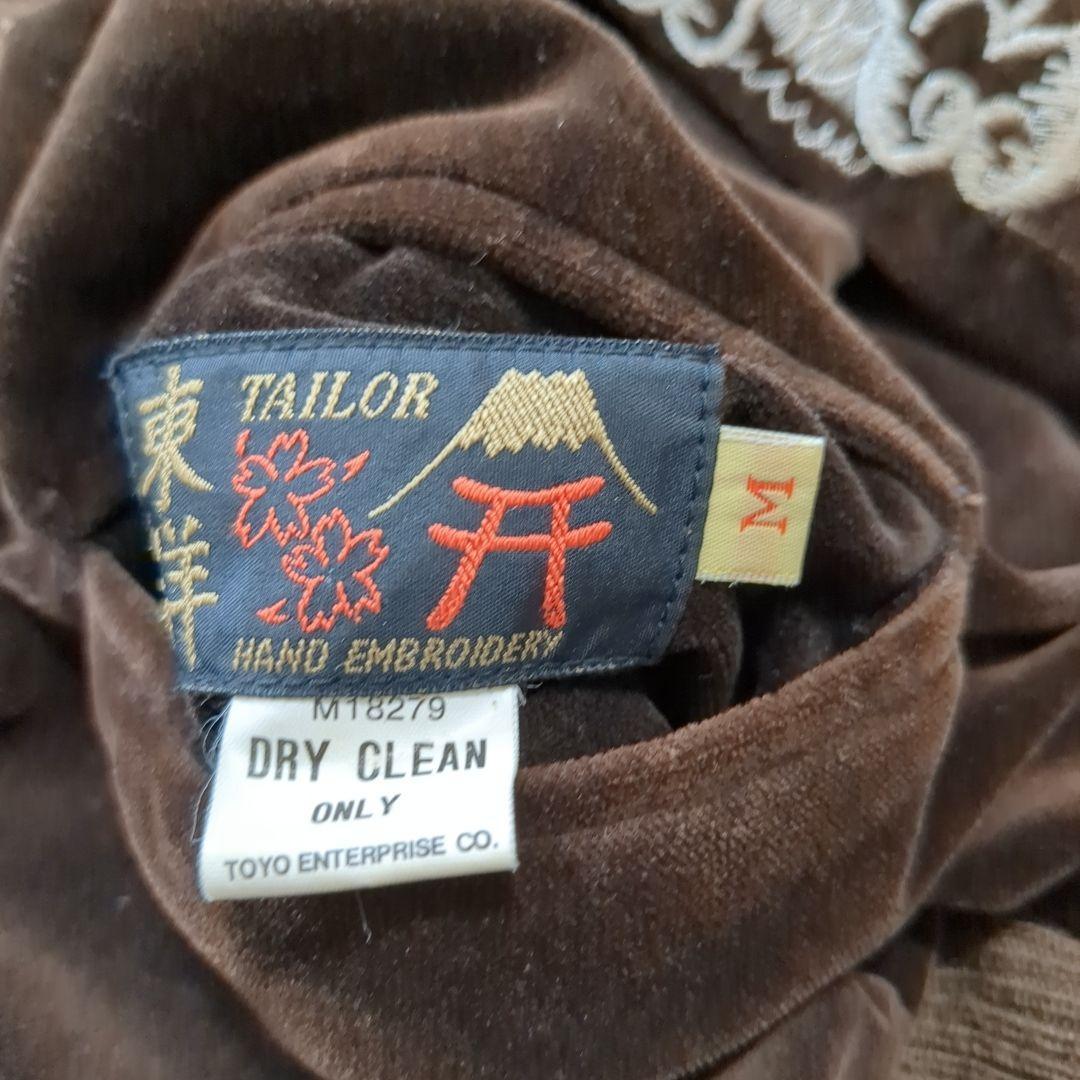 東洋
TAILOR
HAND EMBROIDERY
M
M18279
DRY CLEAN
ONLY
TOYO ENTERPRISE CO.